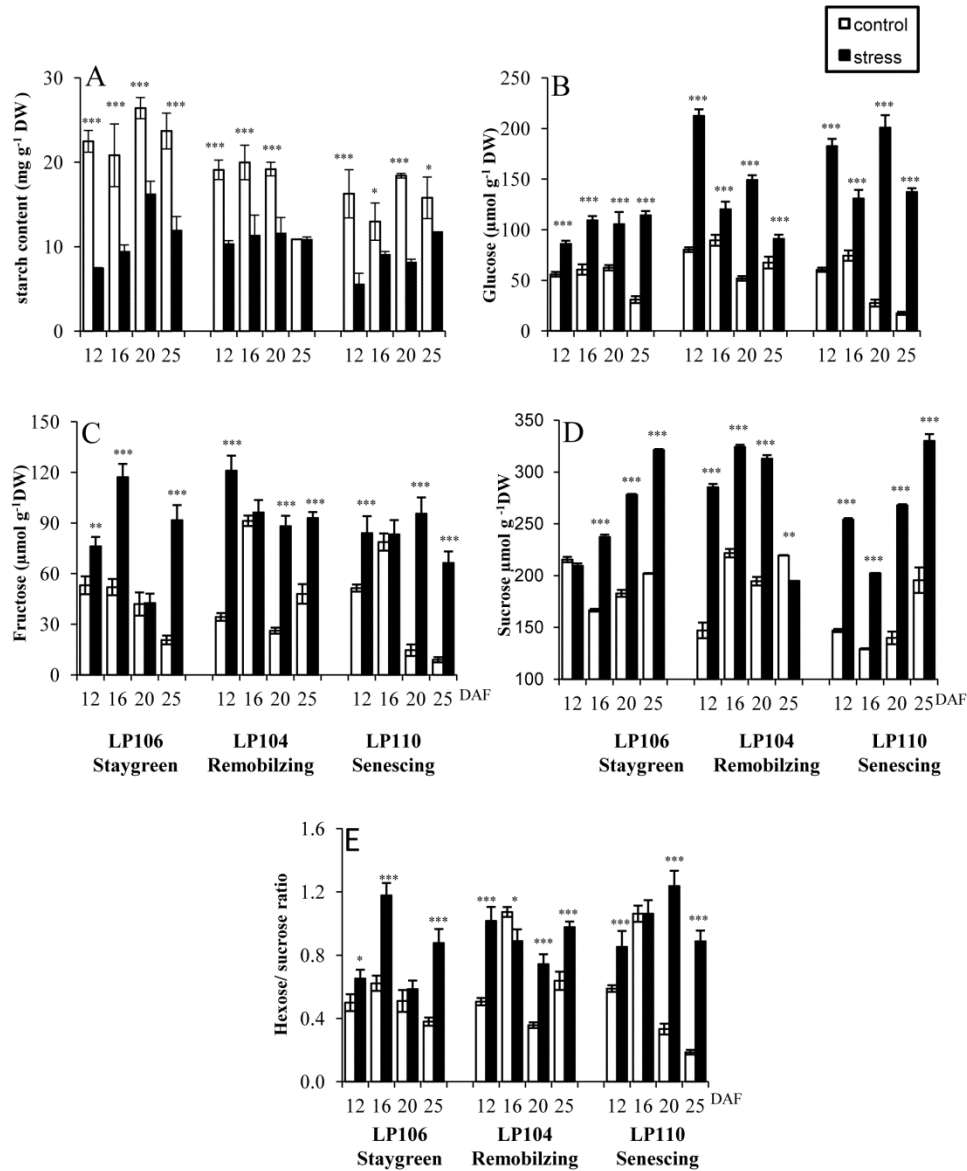 control
stress
A
starch content (mg g-1 DW )
30
20
10
0
*** *** *** ***
*** *** ***
*** * *** *
12 16 20 25 12 16 20 25 12 16 20 25
B
Glucose (µmol g-1 DW)
250
200
150
100
50
0
*** *** *** ***
*** *** *** ***
*** *** *** ***
12 16 20 25 12 16 20 25 12 16 20 25
C
Fructose (µmol g-1DW)
150
120
90
60
30
0
** *** ***
*** *** ***
*** *** ***
12 16 20 25 12 16 20 25 12 16 20 25 DAF
LP106 LP104 LP110
Staygreen Remobilzing Senescing
D
Sucrose µmol g -1DW
350
300
250
200
150
100
*** *** ***
*** *** *** **
*** *** *** ***
12 16 20 25 12 16 20 25 12 16 20 25 DAF
LP106 LP104 LP110
Staygreen Remobilzing Senescing
E
Hexose/ sucrose ratio
1.6
1.2
0.8
0.4
0.0
* *** ***
*** * *** ***
*** *** ***
12 16 20 25 12 16 20 25 12 16 20 25 DAF
LP106 LP104 LP110
Staygreen Remobilzing Senescing